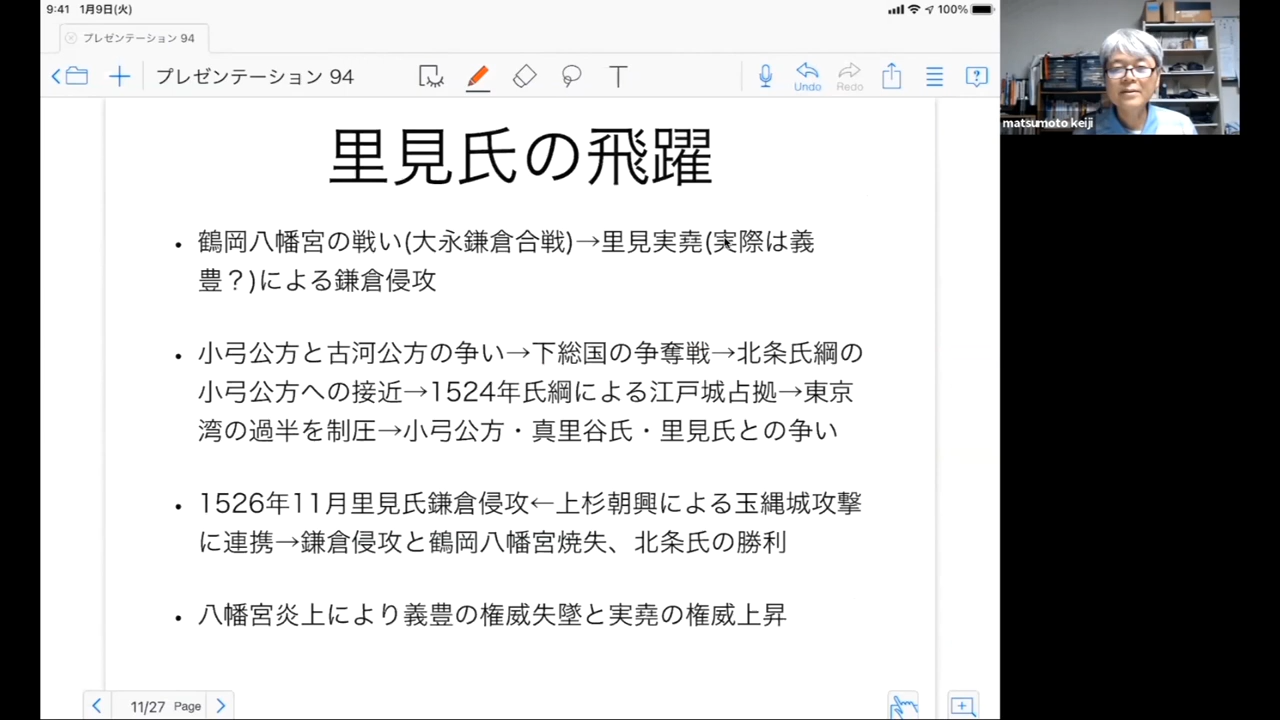 9:41 1月9日(火)
100%
プレゼンテーション 94
プレゼンテーション 94
T
Undo
Redo
matsumoto keiji
里見氏の飛躍
• 鶴岡八幡宮の戦い(大永鎌倉合戦)→里見実堯(実際は義
豊？)による鎌倉侵攻
• 小弓公方と古河公方の争い→下総国の争奪戦→北条氏綱の
小弓公方への接近→1524年氏綱による江戸城占拠→東京
湾の過半を制圧→小弓公方・真里谷氏・里見氏との争い
• 1526年11月里見氏鎌倉侵攻←上杉朝興による玉縄城攻撃
に連携→鎌倉侵攻と鶴岡八幡宮焼失、北条氏の勝利
• 八幡宮炎上により義豊の権威失墜と実堯の権威上昇
11/27 Page